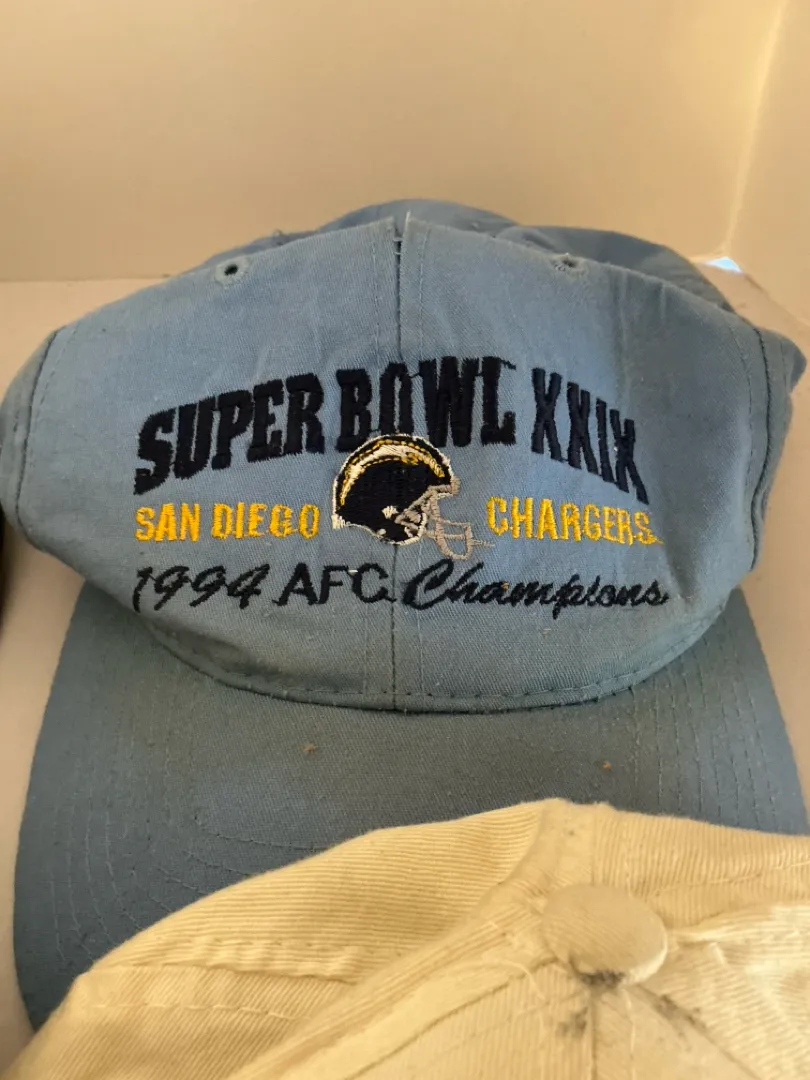 SUPER BOWL XXIX
SAN DIEGO CHARGERS
1994 AFC Champions